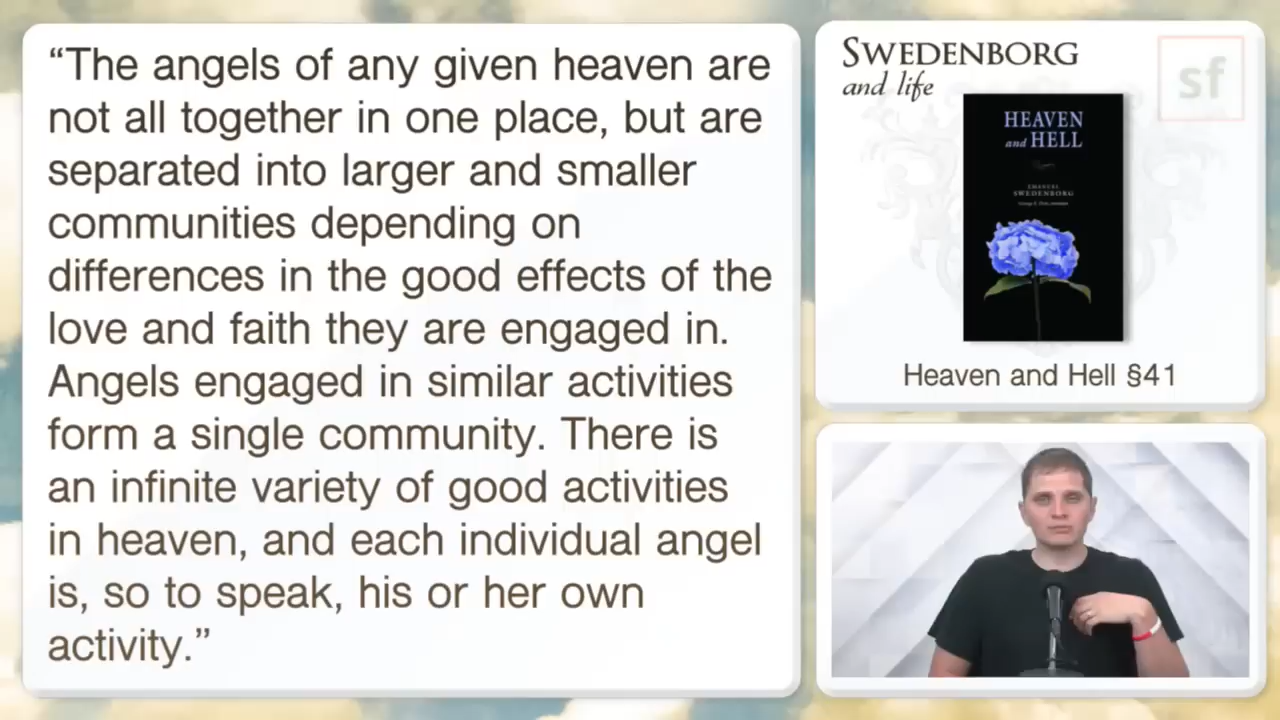 “The angels of any given heaven are
not all together in one place, but are
separated into larger and smaller
communities depending on
differences in the good effects of the
love and faith they are engaged in.
Angels engaged in similar activities
form a single community. There is
an infinite variety of good activities
in heaven, and each individual angel
is, so to speak, his or her own
activity.”
SWEDENBORG
and life
sf
HEAVEN
and HELL
EMANUEL
SWEDENBORG
Heaven and Hell §41